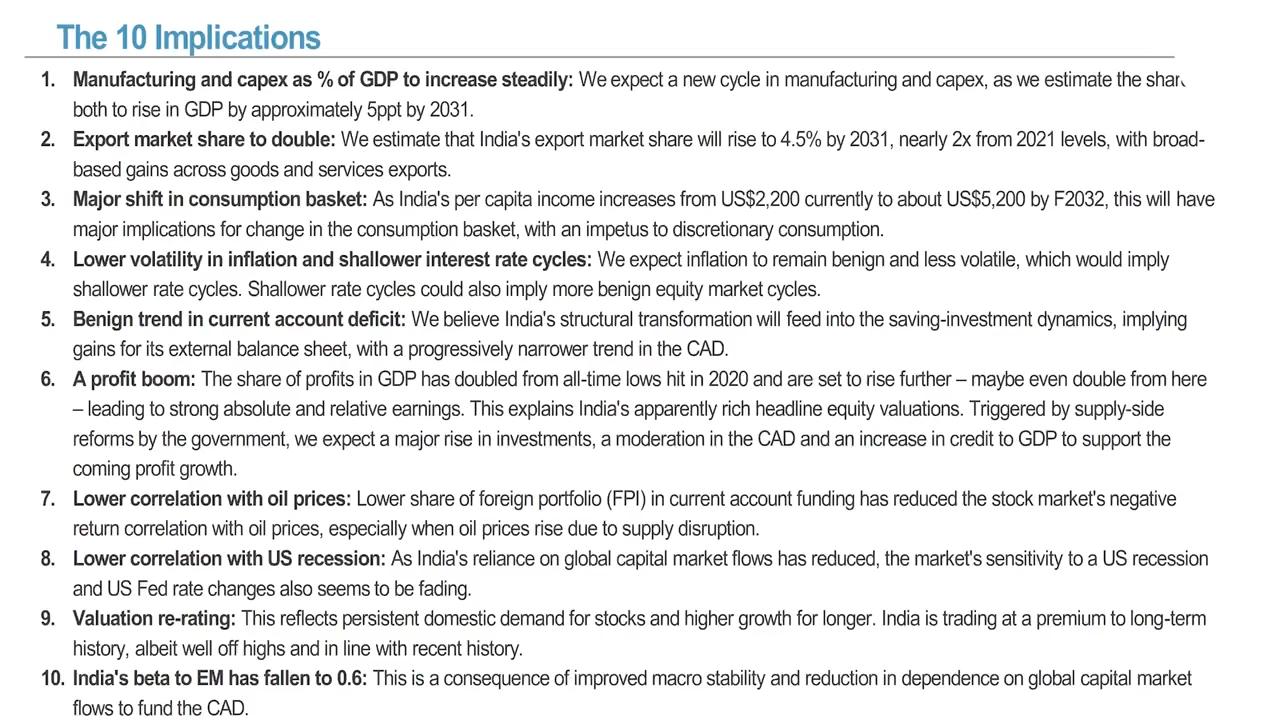 The 10 Implications
1. Manufacturing and capex as % of GDP to increase steadily: We expect a new cycle in manufacturing and capex, as we estimate the
both to rise in GDP by approximately 5ppt by 2031.
2. Export market share to double: We estimate that India's export market share will rise to 4.5% by 2031, nearly 2x from 2021 levels, with broad-
based gains across goods and services exports.
3. Major shift in consumption basket: As India's per capita income increases from US$2,200 currently to about US$5,200 by F2032, this will have
major implications for change in the consumption basket, with an impetus to discretionary consumption.
4. Lower volatility in inflation and shallower interest rate cycles: We expect inflation to remain benign and less volatile, which would imply
shallower rate cycles. Shallower rate cycles could also imply more benign equity market cycles.
5. Benign trend in current account deficit: We believe India's structural transformation will feed into the saving-investment dynamics, implying
gains for its external balance sheet, with a progressively narrower trend in the CAD.
6. A profit boom: The share of profits in GDP has doubled from all-time lows hit in 2020 and are set to rise further – maybe even double from here
– leading to strong absolute and relative earnings. This explains India's apparently rich headline equity valuations. Triggered by supply-side
reforms by the government, we expect a major rise in investments, a moderation in the CAD and an increase in credit to GDP to support the
coming profit growth.
7. Lower correlation with oil prices: Lower share of foreign portfolio (FPI) in current account funding has reduced the stock market's negative
return correlation with oil prices, especially when oil prices rise due to supply disruption.
8. Lower correlation with US recession: As India's reliance on global capital market flows has reduced, the market's sensitivity to a US recession
and US Fed rate changes also seems to be fading.
9. Valuation re-rating: This reflects persistent domestic demand for stocks and higher growth for longer. India is trading at a premium to long-term
history, albeit well off highs and in line with recent history.
10. India's beta to EM has fallen to 0.6: This is a consequence of improved macro stability and reduction in dependence on global capital market
flows to fund the CAD.